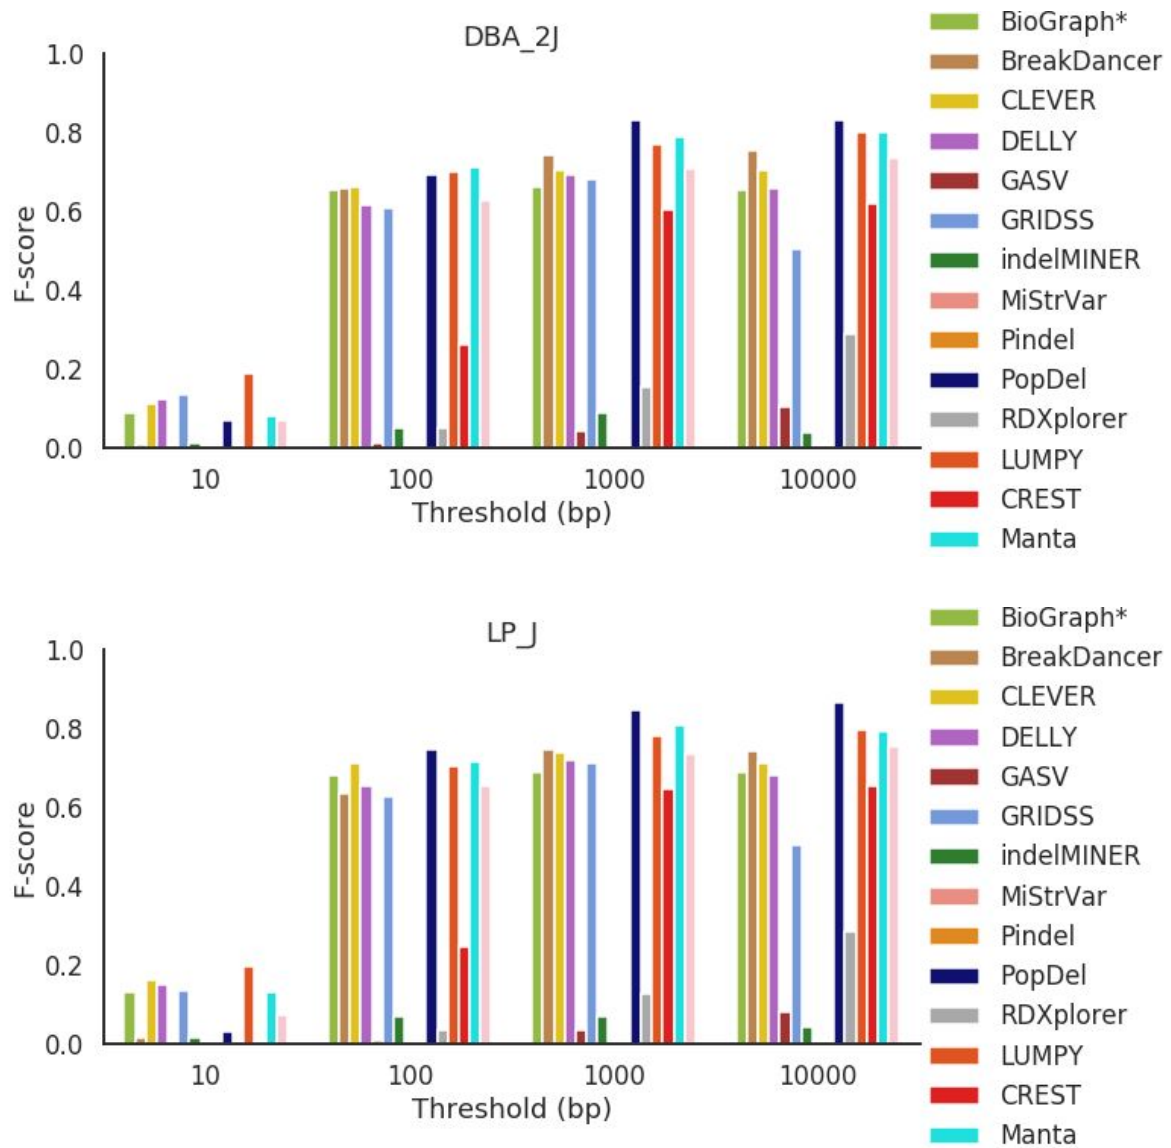 DBA_2J
1.0
0.8
0.6
0.4
0.2
0.0
F-score
10 100 1000 10000
Threshold (bp)
BioGraph*
BreakDancer
CLEVER
DELLY
GASV
GRIDSS
indelMINER
MiStrVar
Pindel
PopDel
RDXplorer
LUMPY
CREST
Manta
LP_J
1.0
0.8
0.6
0.4
0.2
0.0
F-score
10 100 1000 10000
Threshold (bp)
BioGraph*
BreakDancer
CLEVER
DELLY
GASV
GRIDSS
indelMINER
MiStrVar
Pindel
PopDel
RDXplorer
LUMPY
CREST
Manta